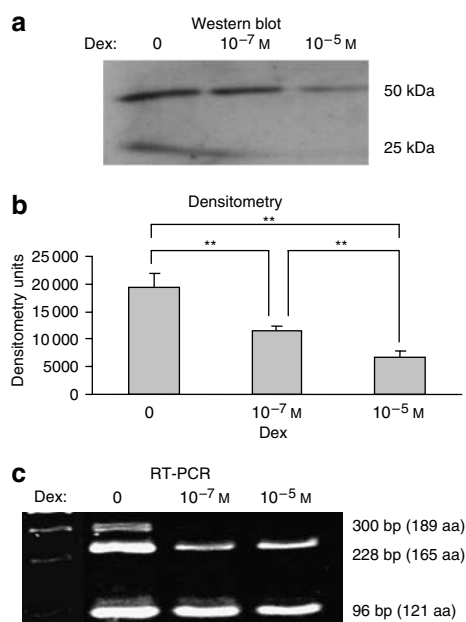 a
Western blot
Dex: 0 10⁻⁷ M 10⁻⁵ M
50 kDa
25 kDa
b
Densitometry
**
** **
Densitometry units
25 000
20 000
15 000
10 000
5000
0
0 10⁻⁷ M 10⁻⁵ M
Dex
c
RT-PCR
Dex: 0 10⁻⁷ M 10⁻⁵ M
300 bp (189 aa)
228 bp (165 aa)
96 bp (121 aa)